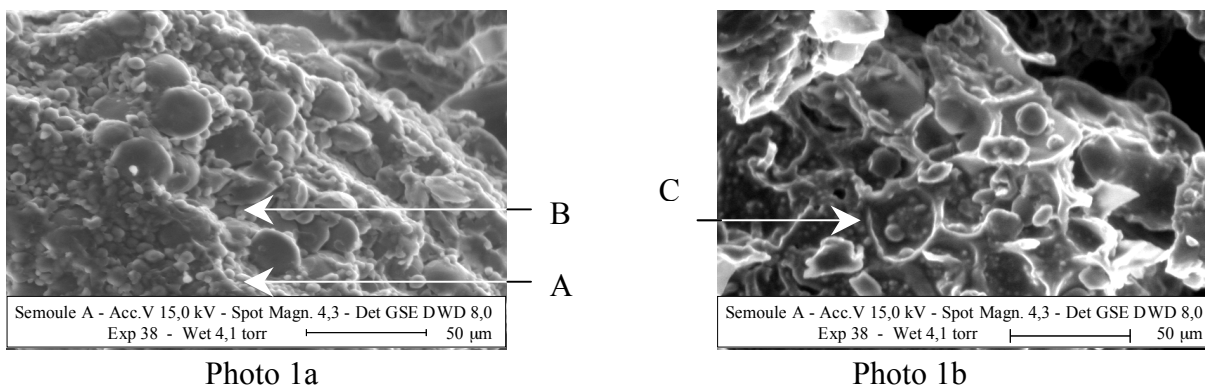 B
A
Semoule A - Acc.V 15,0 kV - Spot Magn. 4,3 - Det GSE DWD 8,0
Exp 38 - Wet 4,1 torr 50 µm
Photo 1a
C
Semoule A - Acc.V 15,0 kV - Spot Magn. 4,3 - Det GSE DWD 8,0
Exp 38 - Wet 4,1 torr 50 µm
Photo 1b